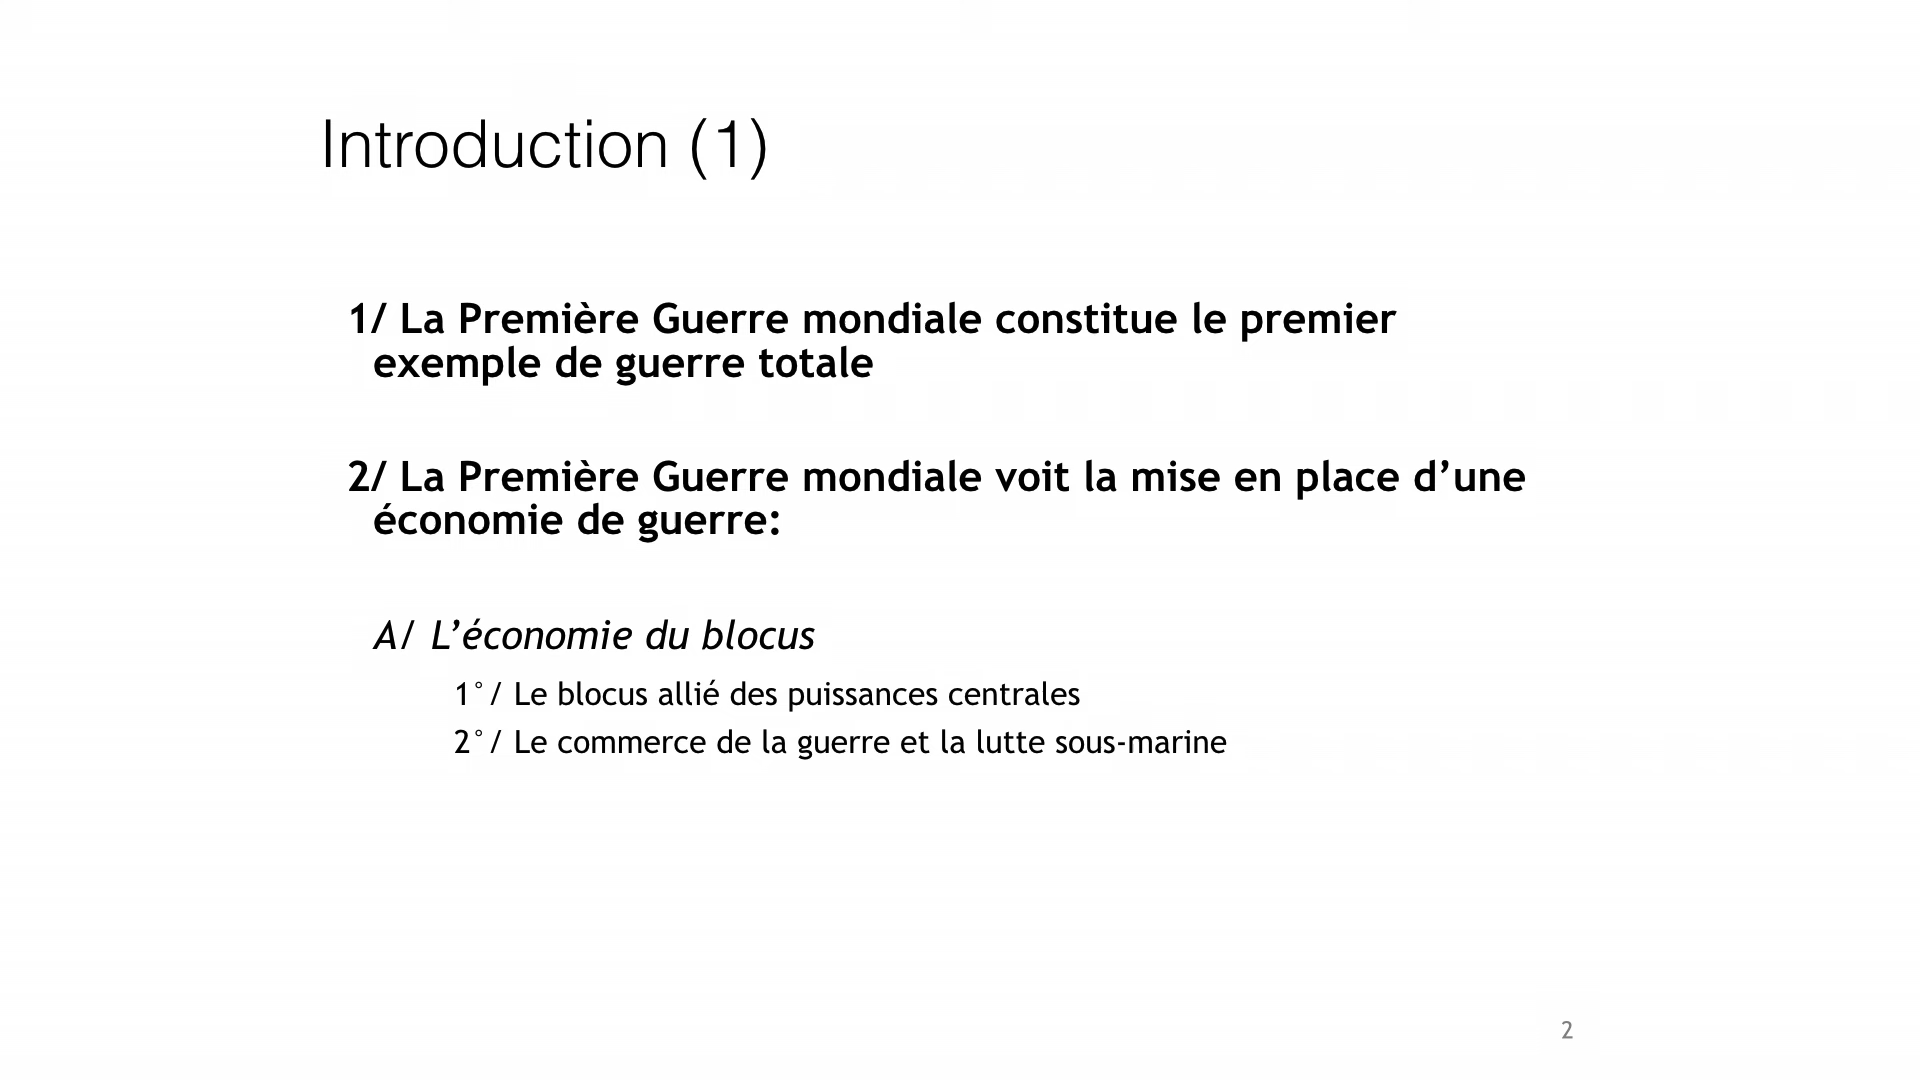 Introduction (1)
1/ La Première Guerre mondiale constitue le premier
exemple de guerre totale
2/ La Première Guerre mondiale voit la mise en place d’une
économie de guerre:
A/ L’économie du blocus
1°/ Le blocus allié des puissances centrales
2°/ Le commerce de la guerre et la lutte sous-marine
2